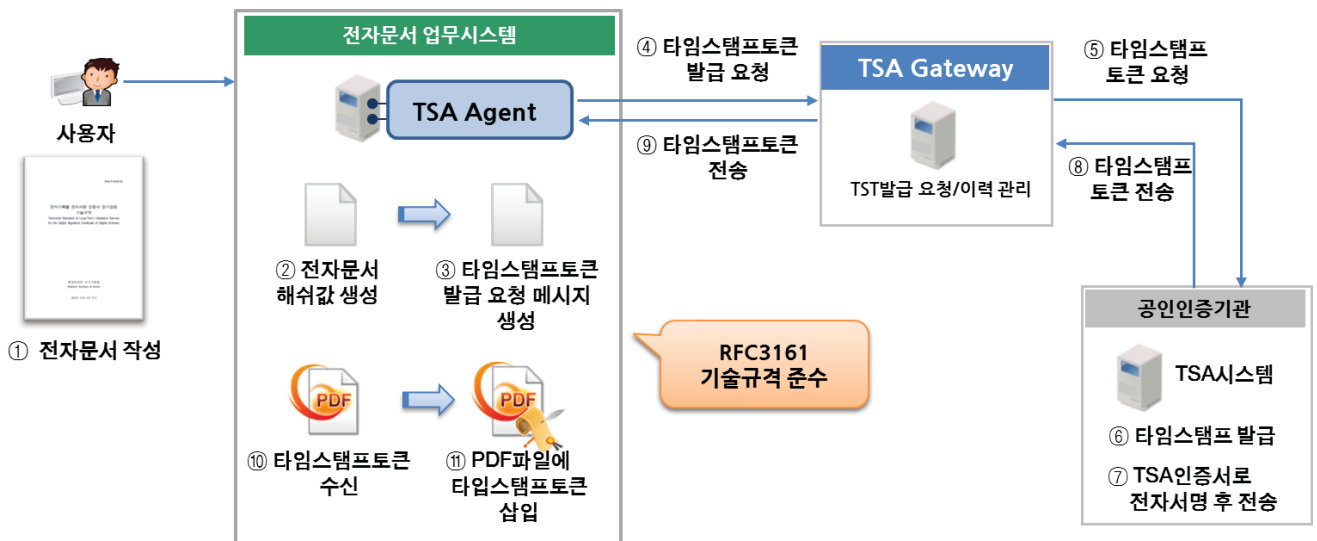 전자문서 업무시스템
사용자
TSA Agent
④ 타임스탬프토큰
발급 요청
TSA Gateway
⑤ 타임스탬프
토큰 요청
⑨ 타임스탬프토큰
전송
TST발급 요청/이력 관리
⑧ 타임스탬프
토큰 전송
① 전자문서 작성
② 전자문서
해쉬값 생성
③ 타임스탬프토큰
발급 요청 메시지
생성
RFC3161
기술규격 준수
PDF
PDF
⑩ 타임스탬프토큰
수신
⑪ PDF파일에
타입스탬프토큰
삽입
공인인증기관
TSA시스템
⑥ 타임스탬프 발급
⑦ TSA인증서로
전자서명 후 전송